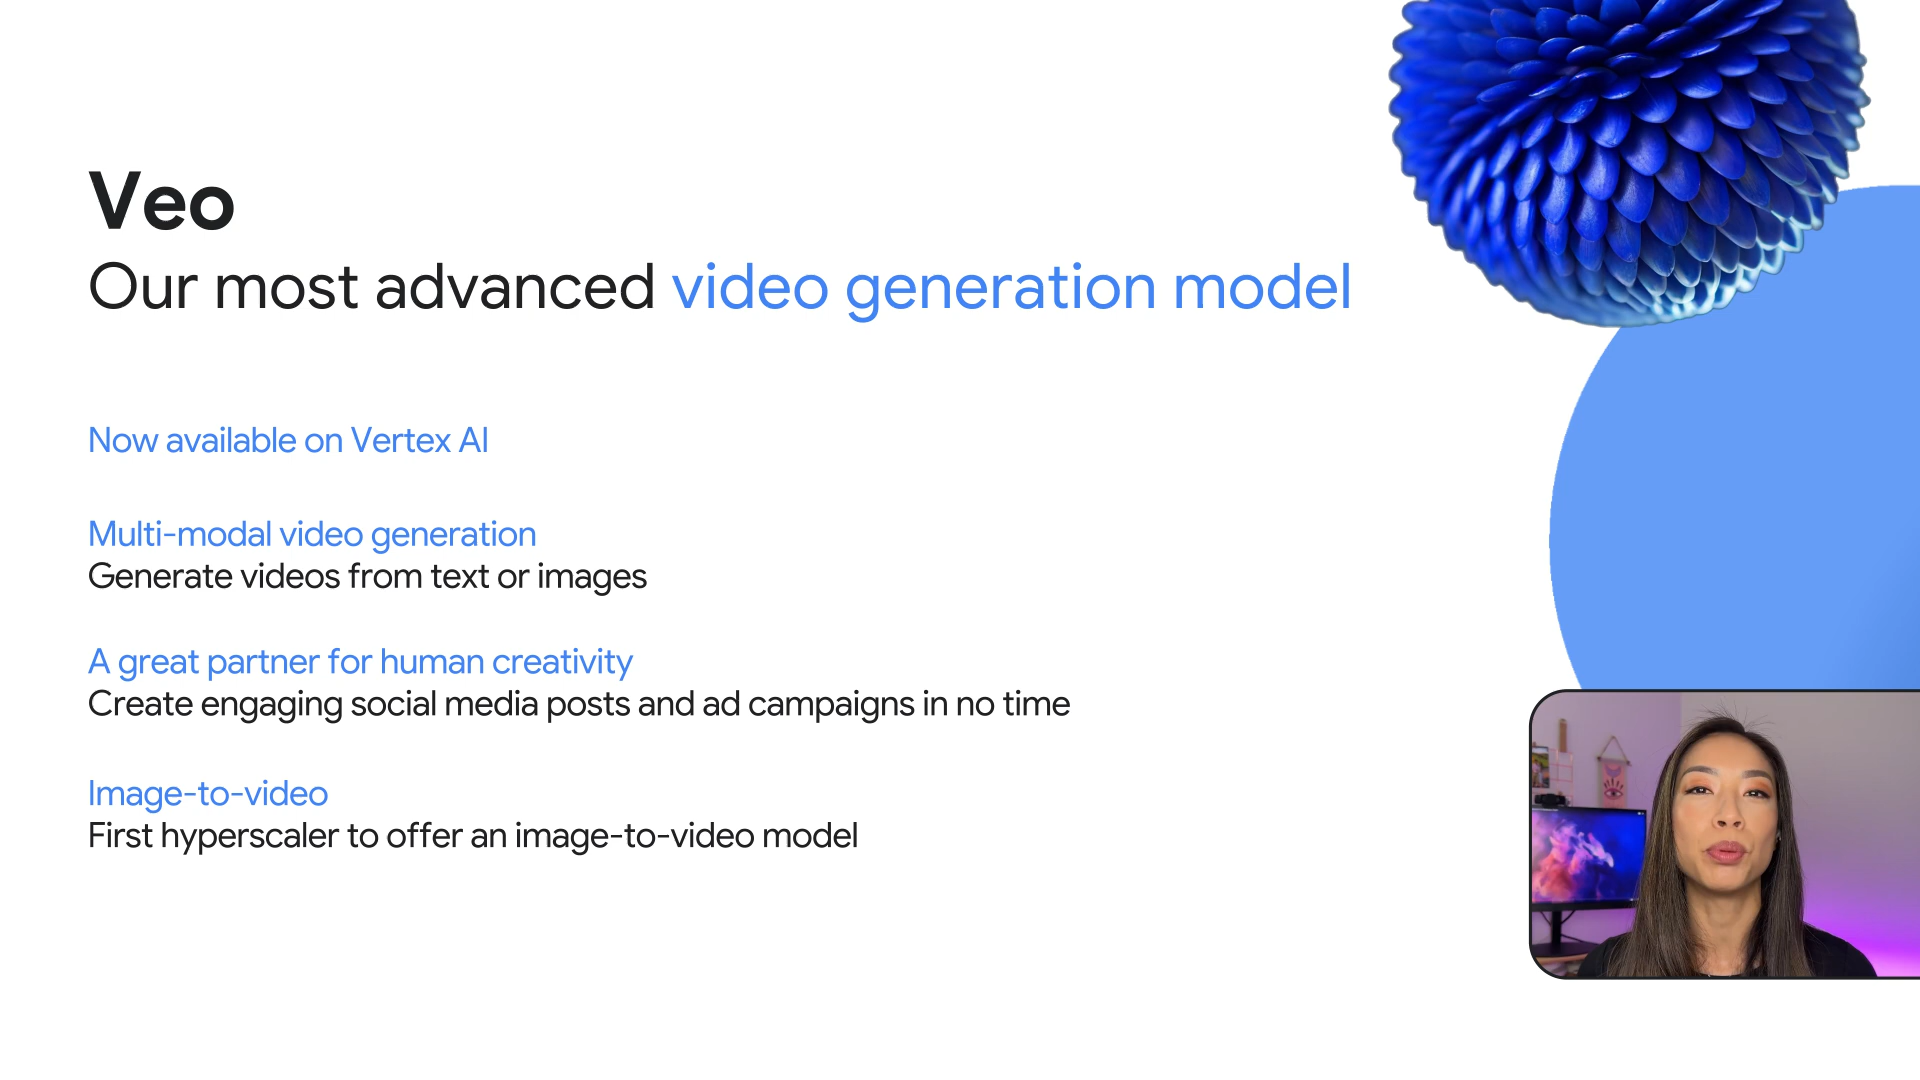 Veo
Our most advanced video generation model
Now available on Vertex AI
Multi-modal video generation
Generate videos from text or images
A great partner for human creativity
Create engaging social media posts and ad campaigns in no time
Image-to-video
First hyperscaler to offer an image-to-video model